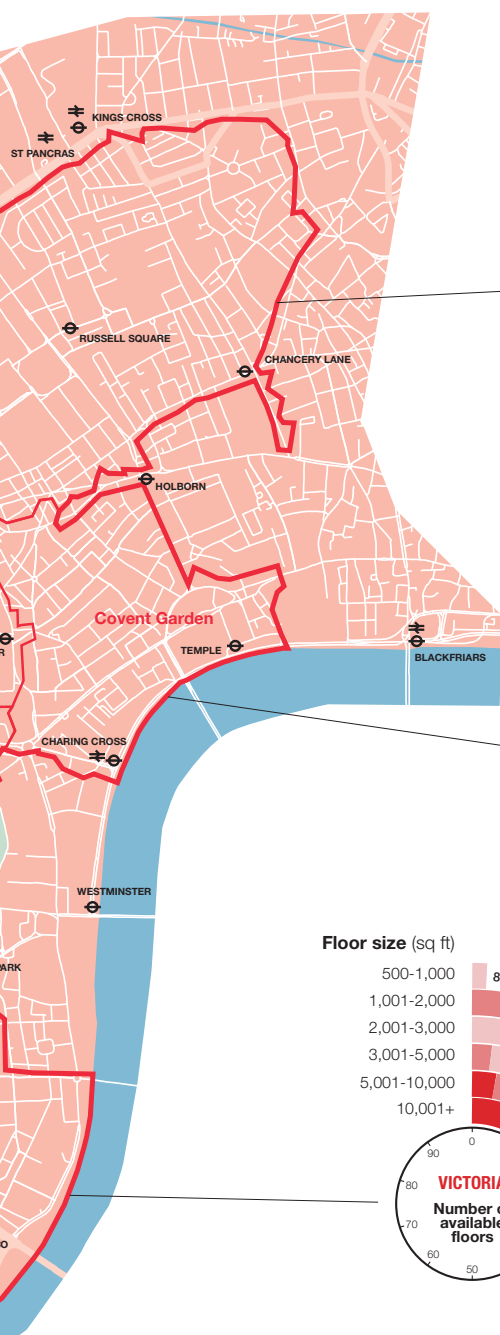 KINGS CROSS
ST PANCRAS
RUSSELL SQUARE
CHANCERY LANE
HOLBORN
Covent Garden
R
TEMPLE
BLACKFRIARS
CHARING CROSS
WESTMINSTER
ARK
Floor size (sq ft)
500-1,000
8
1,001-2,000
2,001-3,000
3,001-5,000
5,001-10,000
10,001+
0
90
80
VICTORIA
Number o
available
floors
70
60
50
O